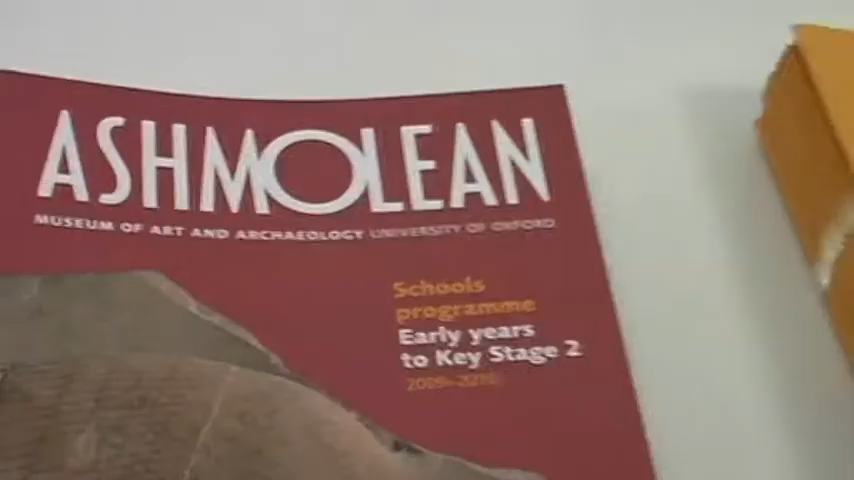 ASHMOLEAN
MUSEUM OF ART AND ARCHAEOLOGY UNIVERSITY OF OXFORD
Schools
programme
Early years
to Key Stage 2